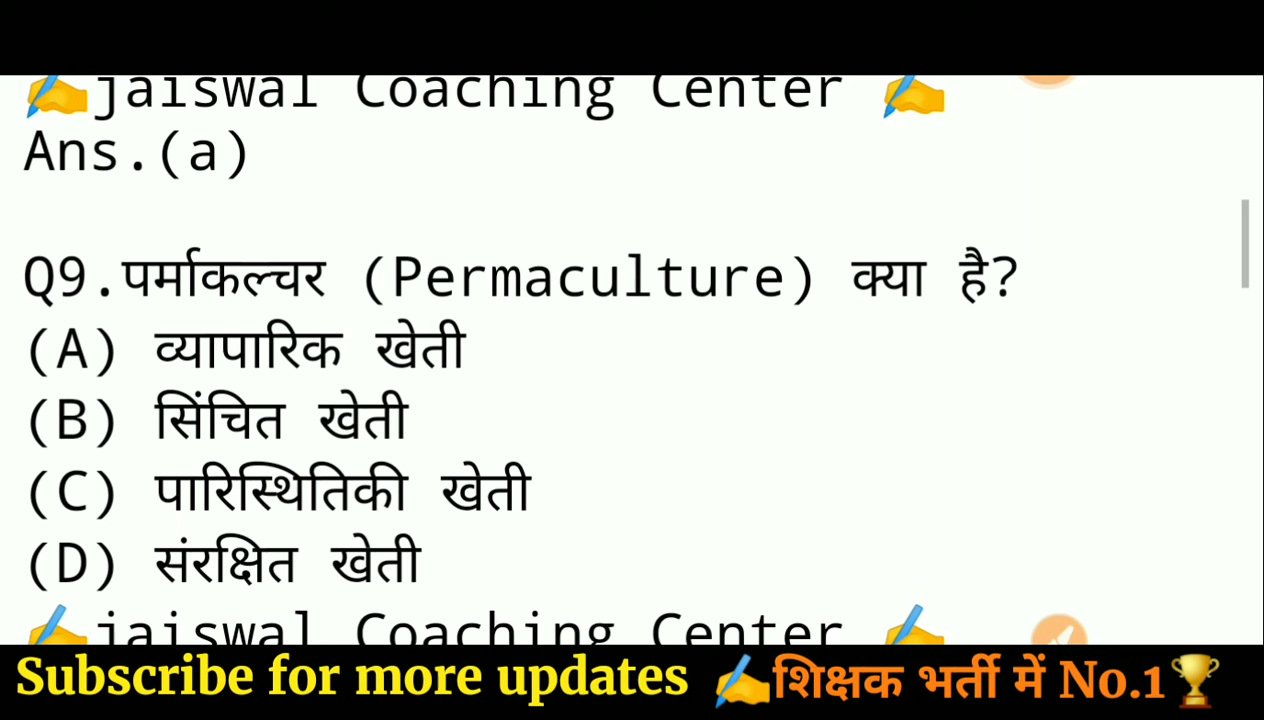 ✍jaiswal Coaching Center ✍
Ans.(a)
Q9.पर्माकल्चर (Permaculture) क्या है?
(A) व्यापारिक खेती
(B) सिंचित खेती
(C) पारिस्थितिकी खेती
(D) संरक्षित खेती
✍jaiswal Coaching Center ✍
Subscribe for more updates ✍शिक्षक भर्ती में No.1🏆